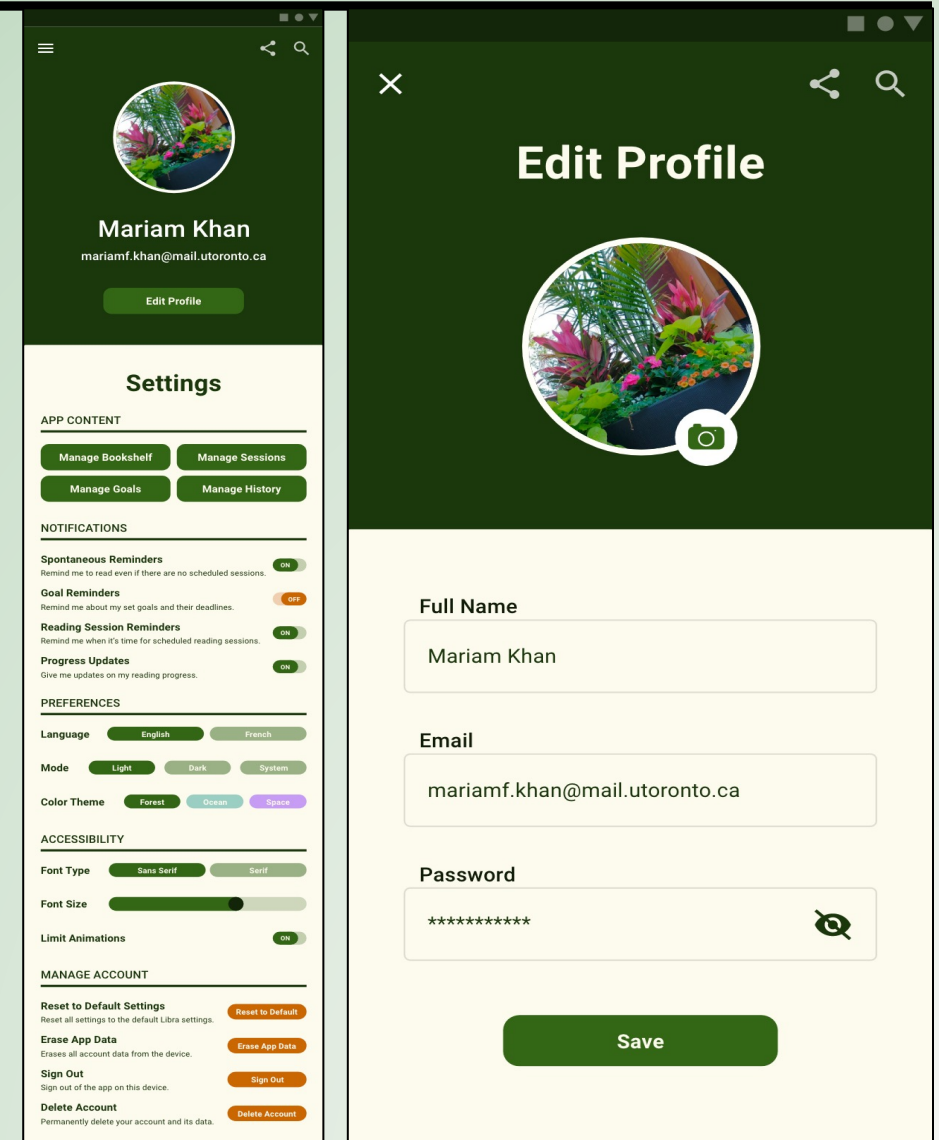 Mariam Khan
mariamf.khan@mail.utoronto.ca
Edit Profile
Settings
APP CONTENT
Manage Bookshelf
Manage Sessions
Manage Goals
Manage History
NOTIFICATIONS
Spontaneous Reminders
ON
Remind me to read even if there are no scheduled sessions.
Goal Reminders
OFF
Remind me about my set goals and their deadlines.
Reading Session Reminders
ON
Remind me when it's time for scheduled reading sessions.
Progress Updates
ON
Give me updates on my reading progress.
PREFERENCES
Language English French
Mode Light Dark System
Color Theme Forest Ocean Space
ACCESSIBILITY
Font Type Sans Serif Serif
Font Size
Limit Animations ON
MANAGE ACCOUNT
Reset to Default Settings
Reset to Default
Reset all settings to the default Libra settings.
Erase App Data
Erase App Data
Erases all account data from the device.
Sign Out
Sign Out
Sign out of the app on this device.
Delete Account
Delete Account
Permanently delete your account and its data.
Edit Profile
Full Name
Mariam Khan
Email
mariamf.khan@mail.utoronto.ca
Password
***********
Save